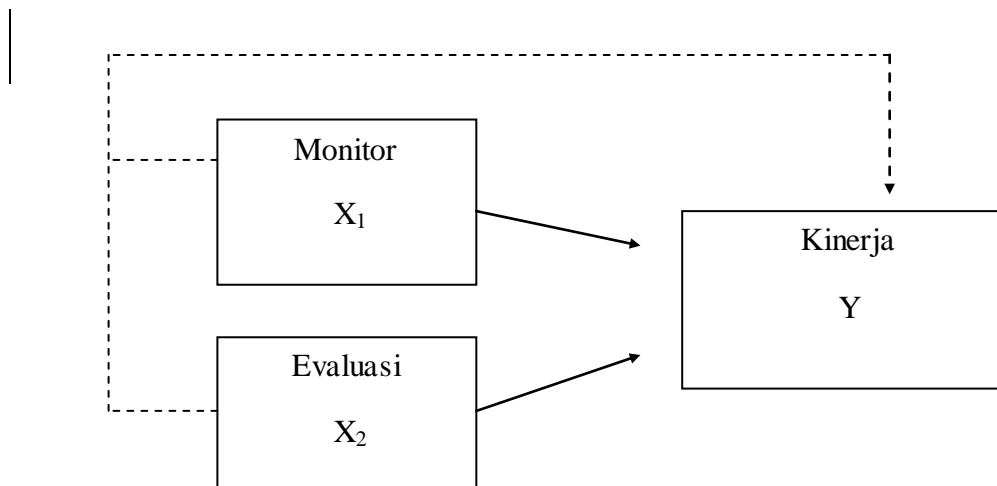 Monitor
X₁
Kinerja
Y
Evaluasi
X₂